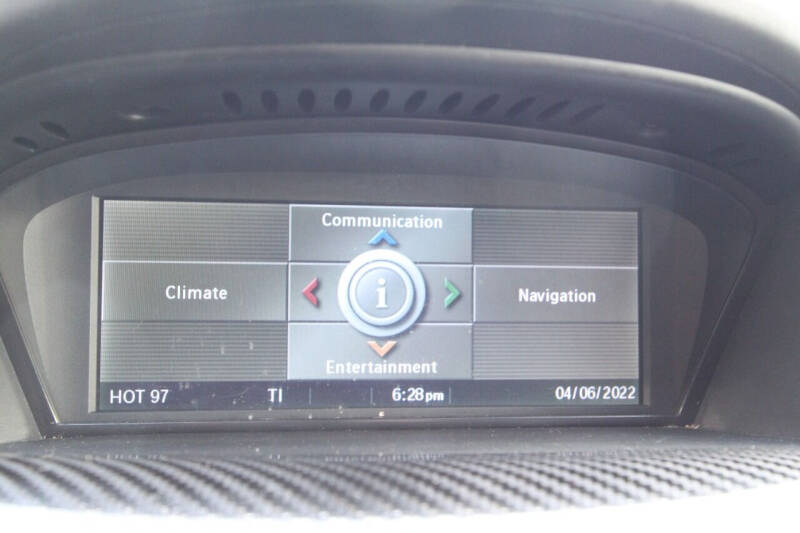 Communication
Climate
i
Navigation
Entertainment
HOT 97 TI 6:28pm 04/06/2022